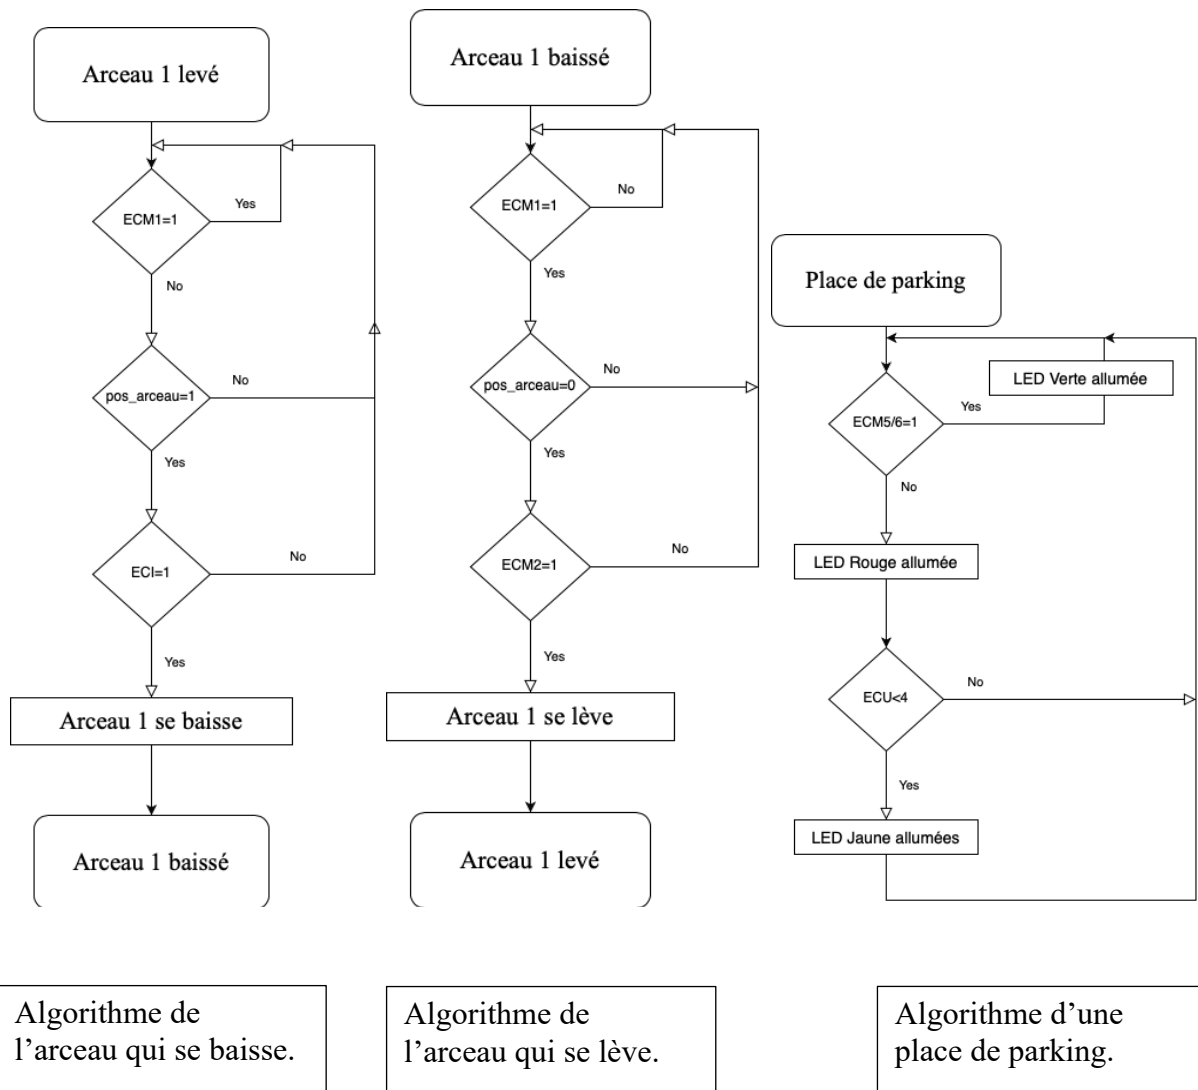 Arceau 1 levé
ECM1=1
Yes
No
pos_arceau=1
No
Yes
ECI=1
No
Yes
Arceau 1 se baisse
Arceau 1 baissé
Algorithme de
l’arceau qui se baisse.
Arceau 1 baissé
ECM1=1
No
Yes
pos_arceau=0
No
Yes
ECM2=1
No
Yes
Arceau 1 se lève
Arceau 1 levé
Algorithme de
l’arceau qui se lève.
Place de parking
LED Verte allumée
ECM5/6=1
Yes
No
LED Rouge allumée
ECU<4
No
Yes
LED Jaune allumées
Algorithme d’une
place de parking.